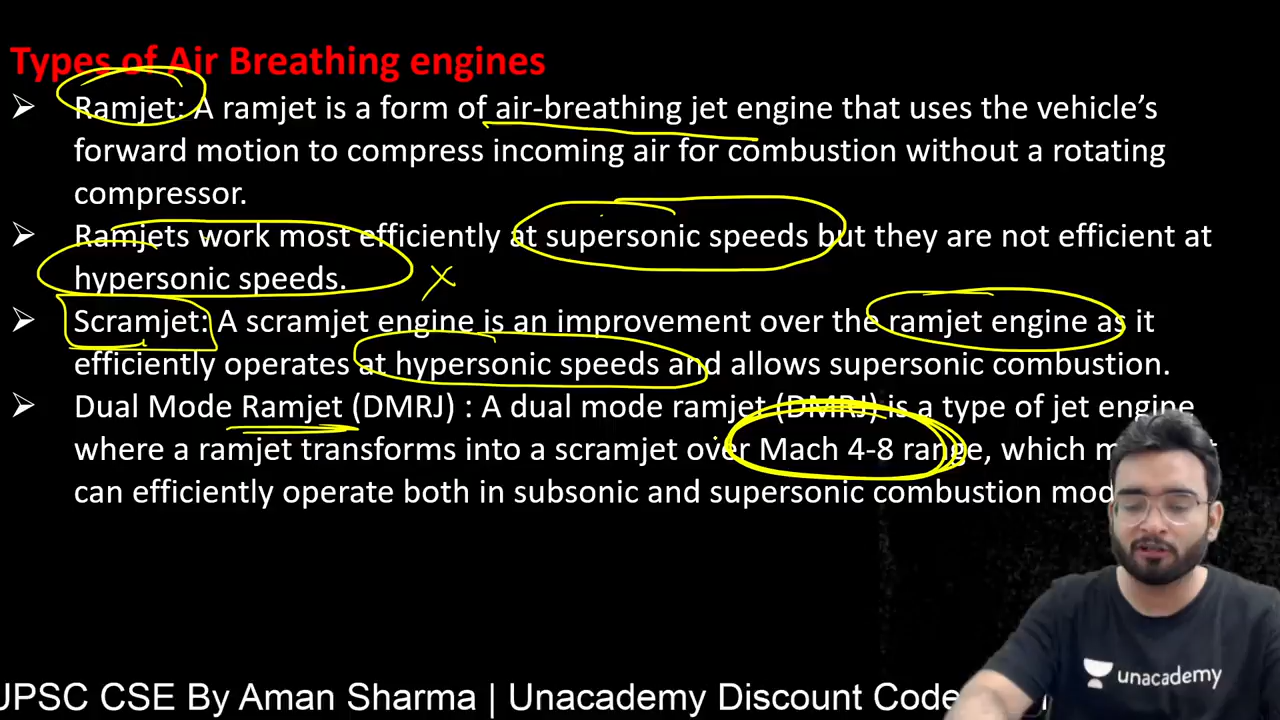 Types of Air Breathing engines
➢ Ramjet: A ramjet is a form of air-breathing jet engine that uses the vehicle’s
forward motion to compress incoming air for combustion without a rotating
compressor.
➢ Ramjets work most efficiently at supersonic speeds but they are not efficient at
hypersonic speeds.
➢ Scramjet: A scramjet engine is an improvement over the ramjet engine as it
efficiently operates at hypersonic speeds and allows supersonic combustion.
➢ Dual Mode Ramjet (DMRJ) : A dual mode ramjet (DMRJ) is a type of jet engine
where a ramjet transforms into a scramjet over Mach 4-8 range, which
can efficiently operate both in subsonic and supersonic combustion
unacademy
UPSC CSE By Aman Sharma | Unacademy Discount Code